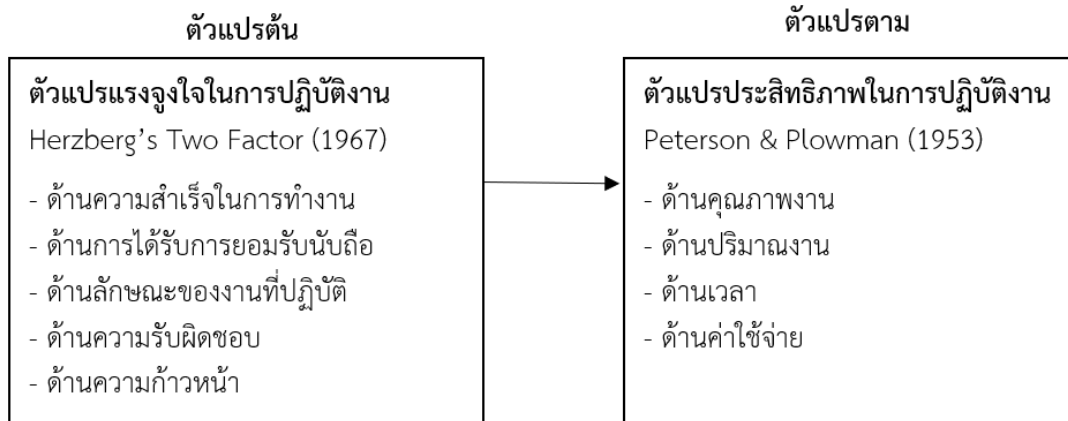 ตัวแปรต้น
ตัวแปรแรงจูงใจในการปฏิบัติงาน
Herzberg’s Two Factor (1967)
- ด้านความสำเร็จในการทำงาน
- ด้านการได้รับการยอมรับนับถือ
- ด้านลักษณะของงานที่ปฏิบัติ
- ด้านความรับผิดชอบ
- ด้านความก้าวหน้า
ตัวแปรตาม
ตัวแปรประสิทธิภาพในการปฏิบัติงาน
Peterson & Plowman (1953)
- ด้านคุณภาพงาน
- ด้านปริมาณงาน
- ด้านเวลา
- ด้านค่าใช้จ่าย